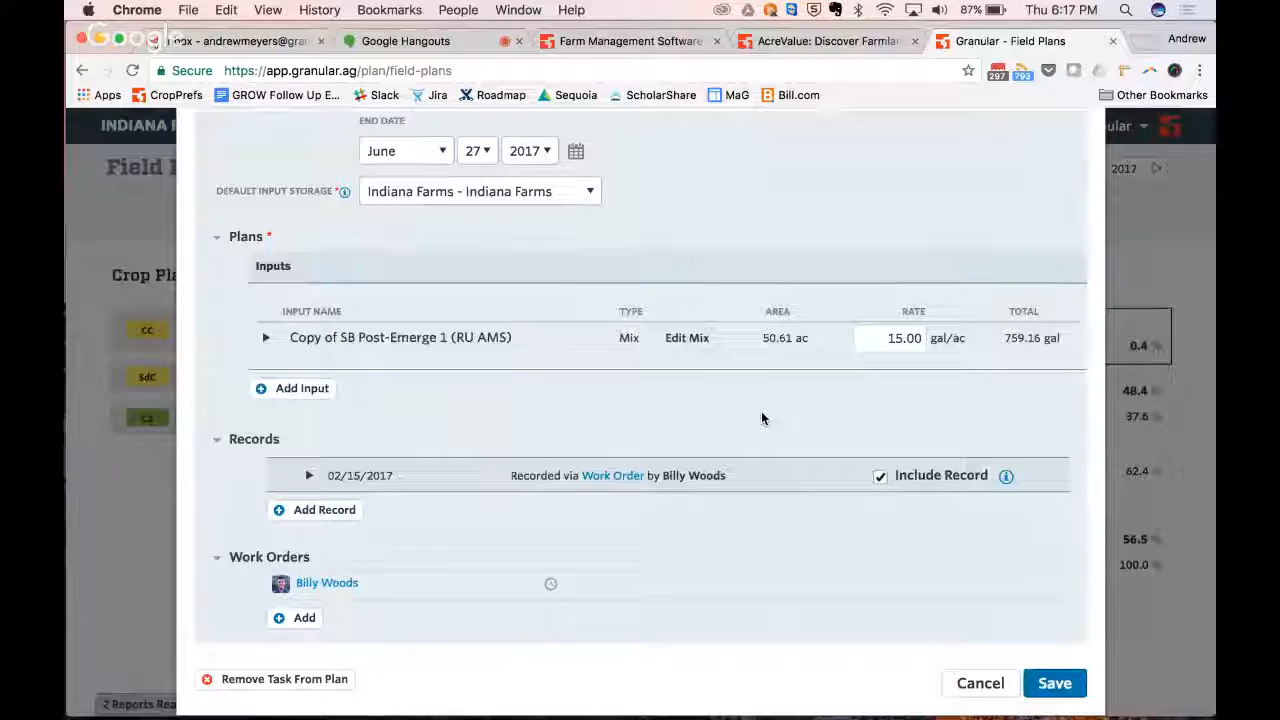 Chrome File Edit View History Bookmarks People Window Help 87% Thu 6:17 PM
Google
box - andrewmeyers@gra Google Hangouts Farm Management Software AcreValue: Discover Farmlan Granular - Field Plans Andrew
Secure https://app.granular.ag/plan/field-plans 297 793
Apps CropPrefs GROW Follow Up E... Slack Jira Roadmap Sequoia ScholarShare MaG Bill.com Other Bookmarks
INDIANA F
END DATE
June 27 2017
Field
2017
DEFAULT INPUT STORAGE * Indiana Farms - Indiana Farms
Plans *
Inputs
Crop Pla
INPUT NAME TYPE AREA RATE TOTAL
CC
Copy of SB Post-Emerge 1 (RU AMS) Mix Edit Mix 50.61 ac 15.00 gal/ac 759.16 gal
0.4 %
SdC
Add Input
48.4
37.6
Records
02/15/2017 Recorded via Work Order by Billy Woods Include Record
62.4
Add Record
56.5
Work Orders
100.0
Billy Woods
Add
Remove Task From Plan Cancel Save
2 Reports Rea